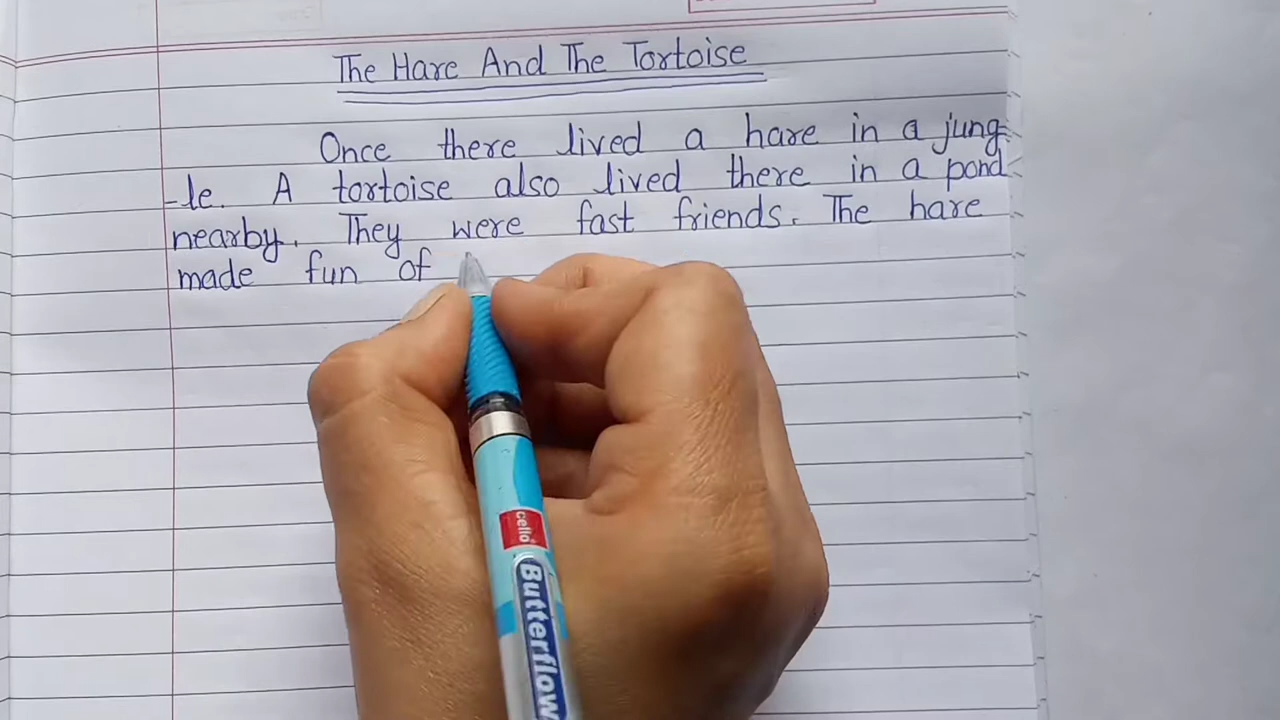 The Hare And The Tortoise
Once there lived a hare in a jung
-le. A tortoise also lived there in a pond
nearby. They were fast friends. The hare
made fun of
cello
Butterflow